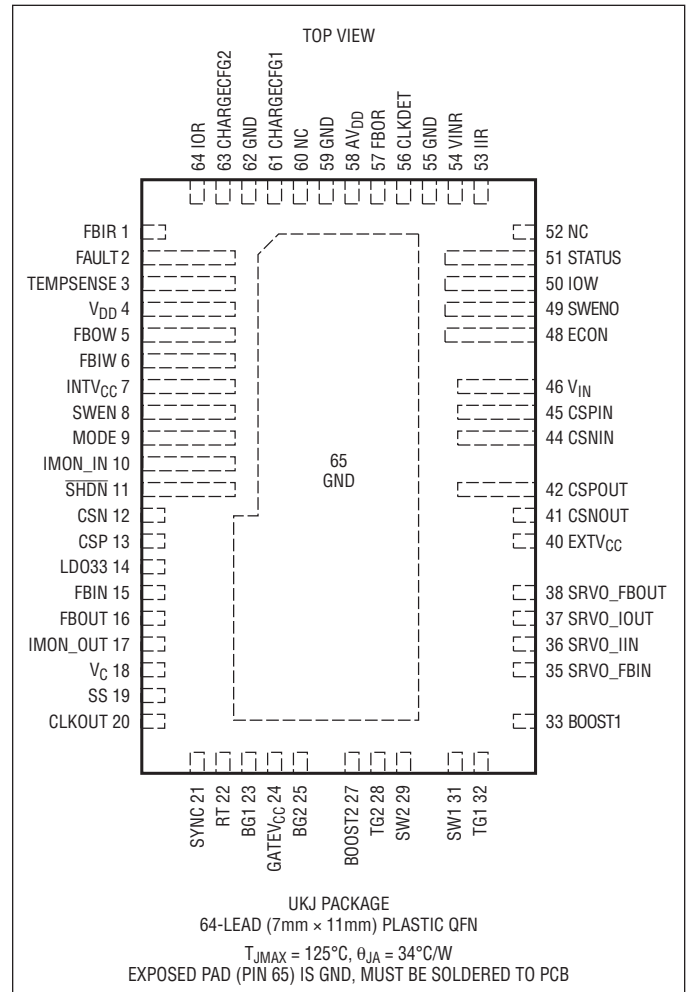 TOP VIEW
64 IOR
63 CHARGECFG2
62 GND
61 CHARGECFG1
60 NC
59 GND
58 AVDD
57 FBOR
56 CLKDET
55 GND
54 VINR
53 IIR
FBIR 1
FAULT 2
TEMPSENSE 3
VDD 4
FBOW 5
FBIW 6
INTVCC 7
SWEN 8
MODE 9
IMON_IN 10
SHDN 11
CSN 12
CSP 13
LDO33 14
FBIN 15
FBOUT 16
IMON_OUT 17
VC 18
SS 19
CLKOUT 20
65
GND
52 NC
51 STATUS
50 IOW
49 SWENO
48 ECON
46 VIN
45 CSPIN
44 CSNIN
42 CSPOUT
41 CSNOUT
40 EXTVCC
38 SRVO_FBOUT
37 SRVO_IOUT
36 SRVO_IIN
35 SRVO_FBIN
33 BOOST1
SYNC 21
RT 22
BG1 23
GATEVCC 24
BG2 25
BOOST2 27
TG2 28
SW2 29
SW1 31
TG1 32
UKJ PACKAGE
64-LEAD (7mm × 11mm) PLASTIC QFN
TJMAX = 125°C, θJA = 34°C/W
EXPOSED PAD (PIN 65) IS GND, MUST BE SOLDERED TO PCB